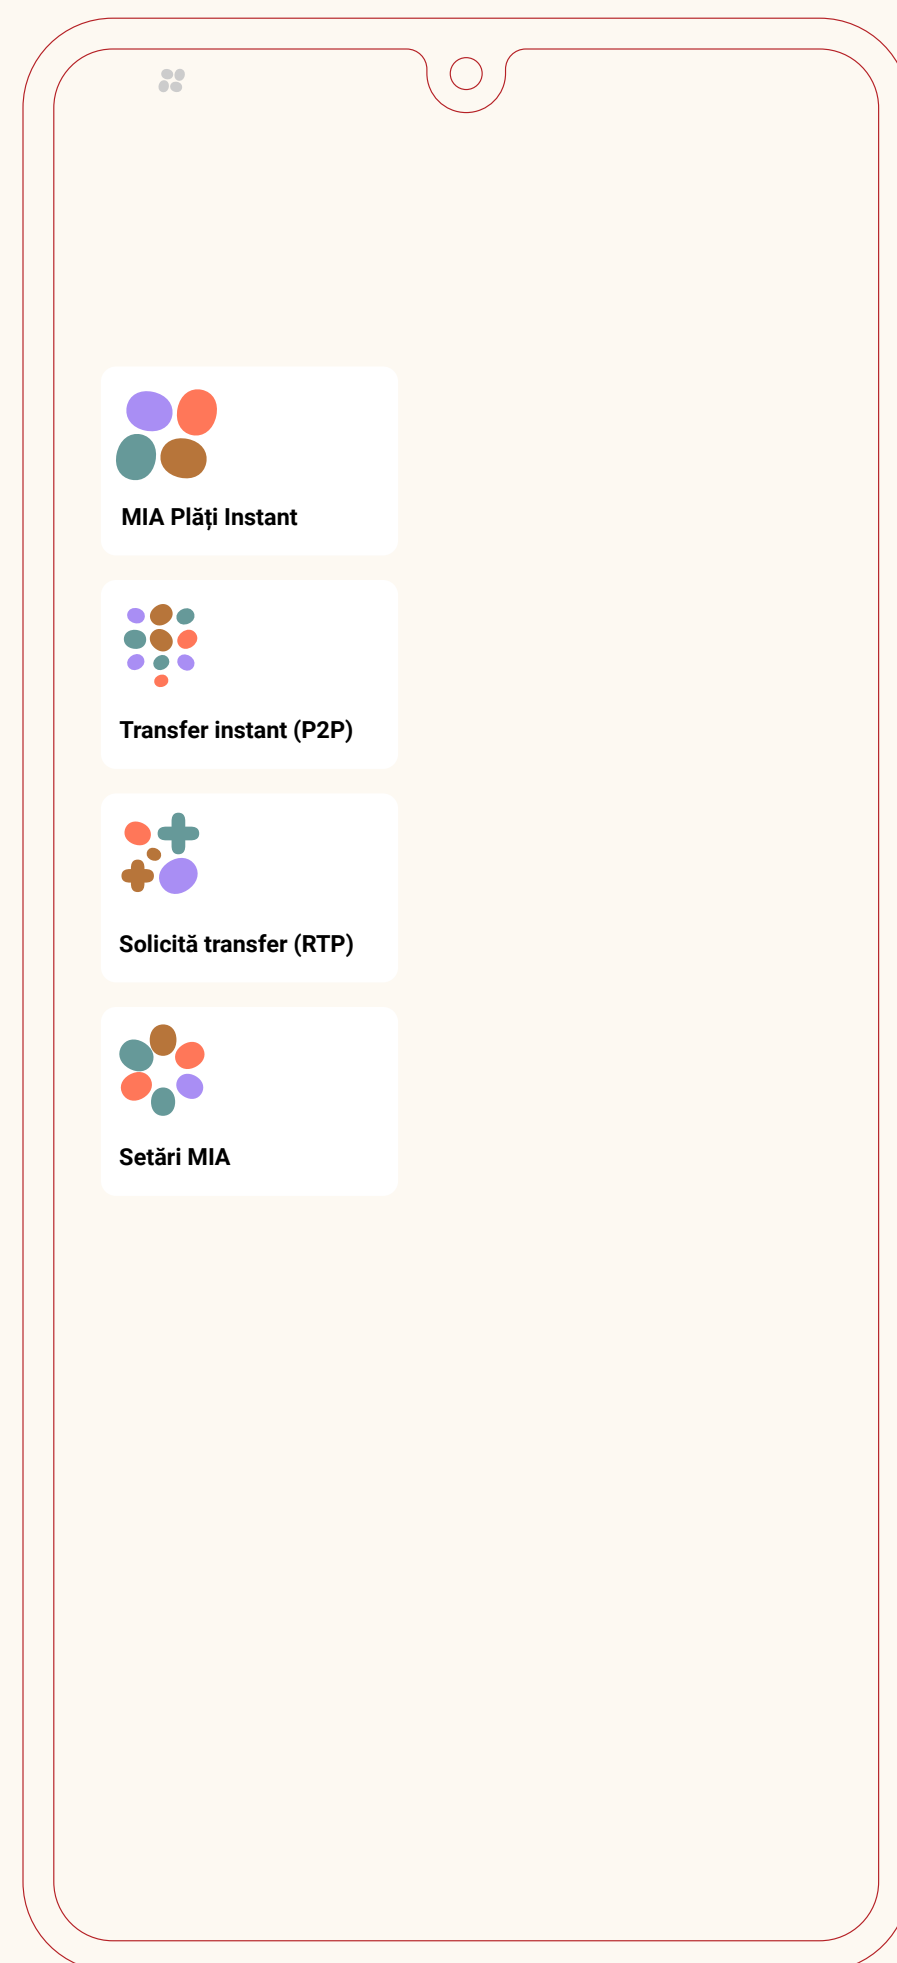 MIA Plăți Instant
Transfer instant (P2P)
Solicită transfer (RTP)
Setări MIA